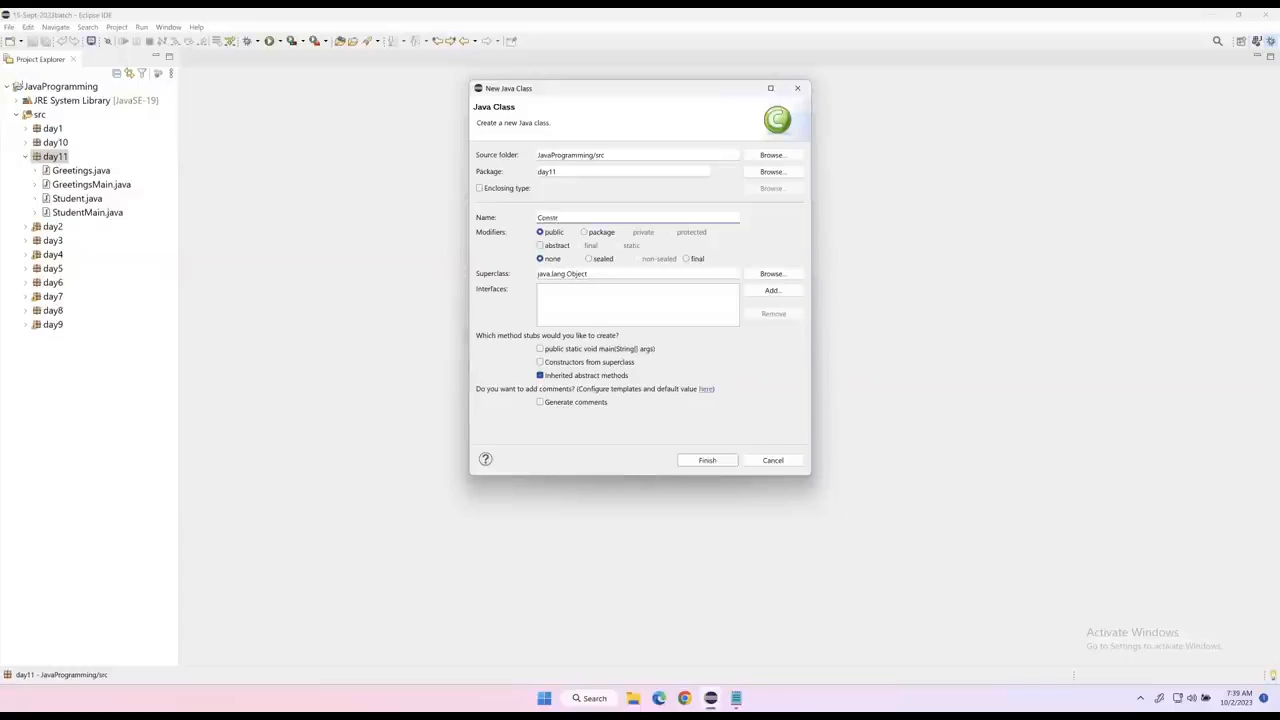 15-Sept-2023batch - Eclipse IDE
File Edit Navigate Search Project Run Window Help
Project Explorer
JavaProgramming
JRE System Library [JavaSE-19]
src
day1
day10
day11
Greetings.java
GreetingsMain.java
Student.java
StudentMain.java
day2
day3
day4
day5
day6
day7
day8
day9
New Java Class
Java Class
Create a new Java class.
Source folder: JavaProgramming/src Browse...
Package: day11 Browse...
Enclosing type: Browse...
Name: Constr
Modifiers: public package private protected
abstract final static
none sealed non-sealed final
Superclass: java.lang.Object Browse...
Interfaces: Add...
Remove
Which method stubs would you like to create?
public static void main(String[] args)
Constructors from superclass
Inherited abstract methods
Do you want to add comments? (Configure templates and default value here)
Generate comments
Finish Cancel
Activate Windows
Go to Settings to activate Windows.
day11 - JavaProgramming/src
Search
7:39 AM
10/2/2023